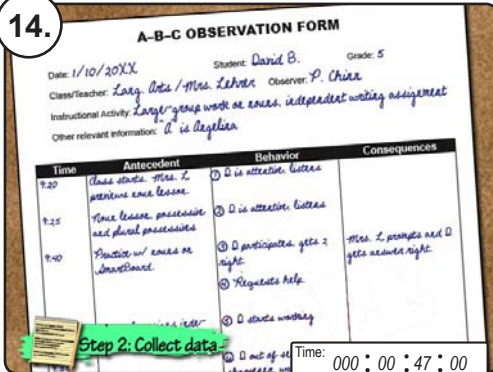 14.
A–B–C OBSERVATION FORM
Date: 1/10/20XX Student: David B. Grade: 5
Class/Teacher: Lang. Arts / Mrs. Lehrer Observer: P. Chinn
Instructional Activity: Large-group work on nouns, independent writing assignment
Other relevant information: "A" is Angelina
Time Antecedent Behavior Consequences
9:20 Class starts. Mrs. L ① D is attentive, listens
previews noun lesson.
9:25 Noun lesson, possessive ② D is attentive, listens
and plural possessives
9:40 Practice w/ nouns on ③ D participates, gets 2 Mrs. L prompts and D
SmartBoard. right. gets answer right.
④ Requests help
⑤ D starts working
Step 2: Collect data
D out of
Time: 000 : 00 : 47 : 00